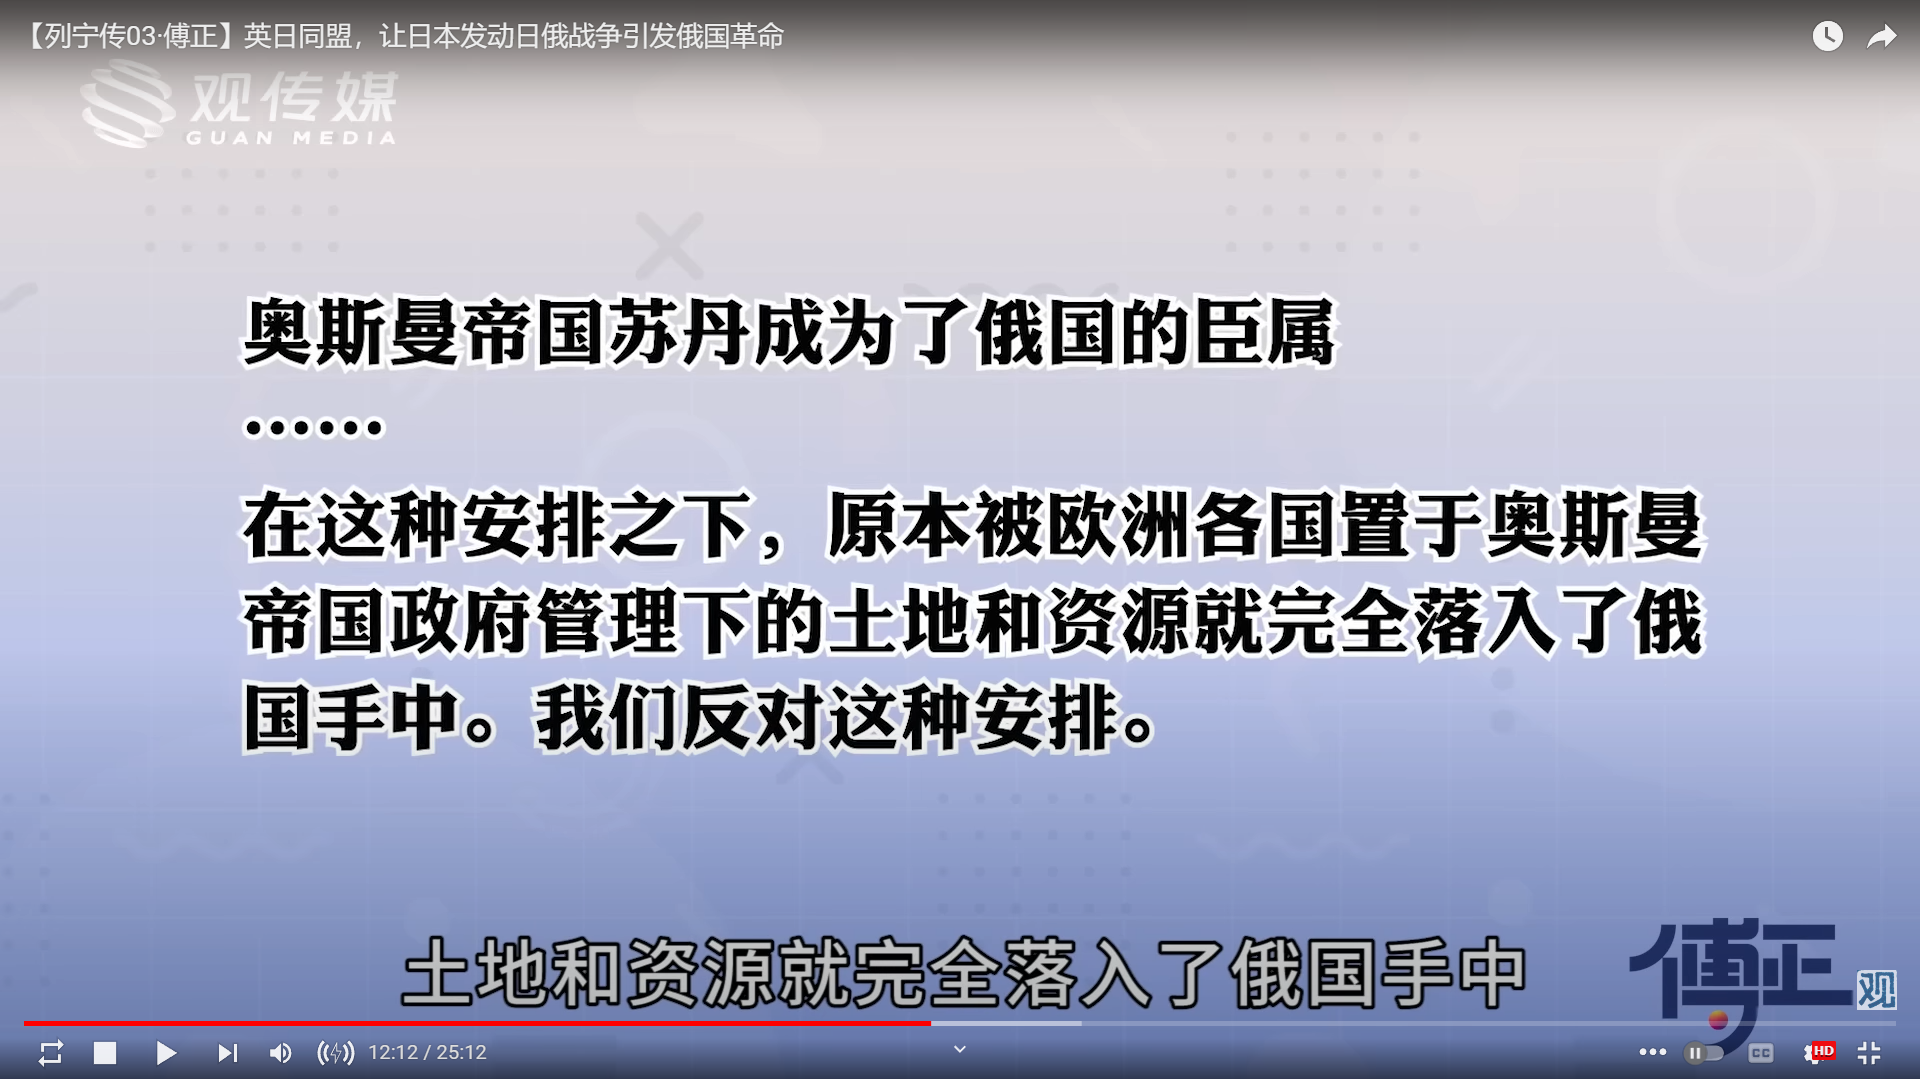 【列宁传03·傅正】英日同盟，让日本发动日俄战争引发俄国革命
观传媒
GUAN MEDIA
奥斯曼帝国苏丹成为了俄国的臣属
……
在这种安排之下，原本被欧洲各国置于奥斯曼
帝国政府管理下的土地和资源就完全落入了俄
国手中。我们反对这种安排。
土地和资源就完全落入了俄国手中
傅正
观
12:12 / 25:12
CC
HD